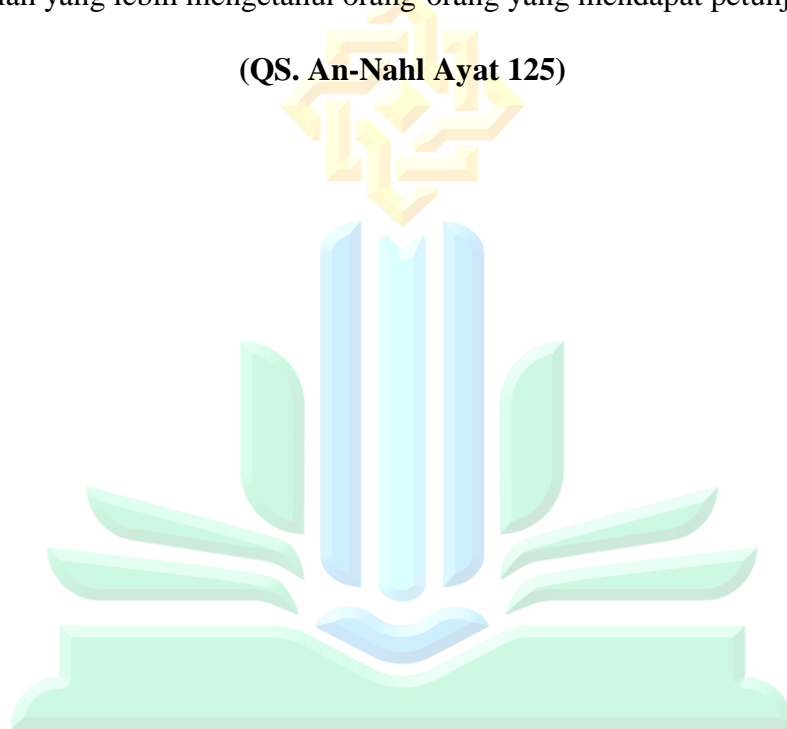 yang lebih mengetahui orang-orang yang mendapat
(QS. An-Nahl Ayat 125)